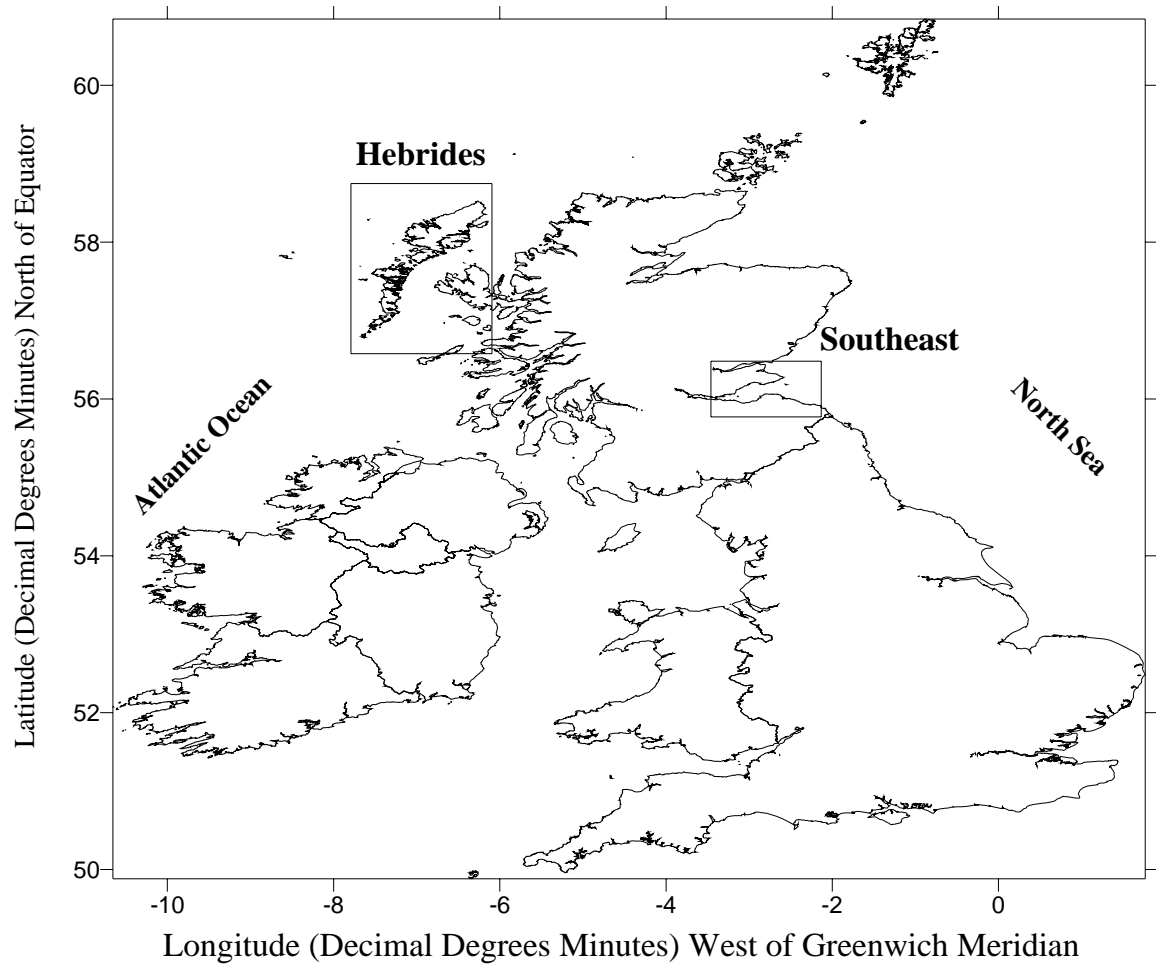 60
Hebrides
58
Southeast
56
Atlantic Ocean
North Sea
54
52
50
-10
-8
-6
-4
-2
0
Latitude (Decimal Degrees Minutes) North of Equator
Longitude (Decimal Degrees Minutes) West of Greenwich Meridian